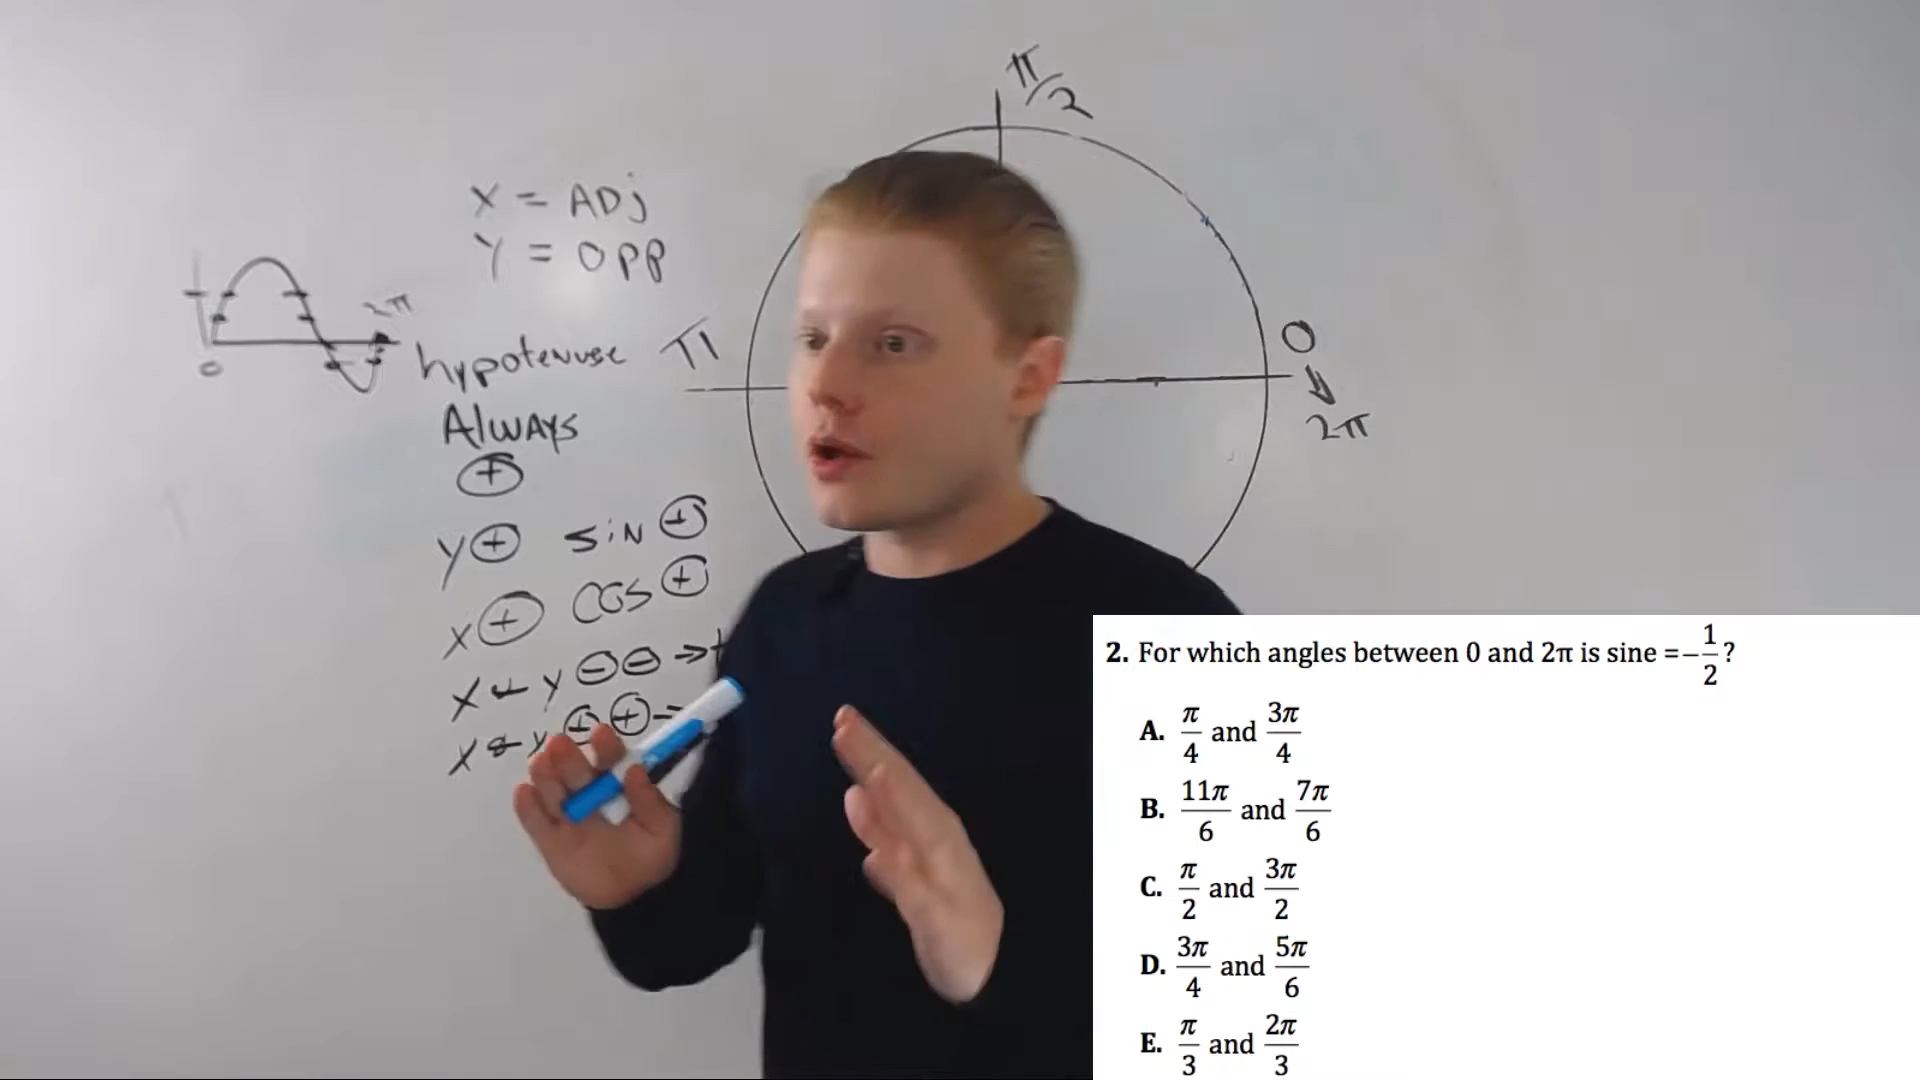 π/2
X = ADj
Y = OPP
2π
0
hypotenuse
Always
+
π
0
2π
y + sin +
x + cos +
x & y - - →
x & y + + =
2. For which angles between 0 and 2π is sine = -1/2?
A. π/4 and 3π/4
B. 11π/6 and 7π/6
C. π/2 and 3π/2
D. 3π/4 and 5π/6
E. π/3 and 2π/3